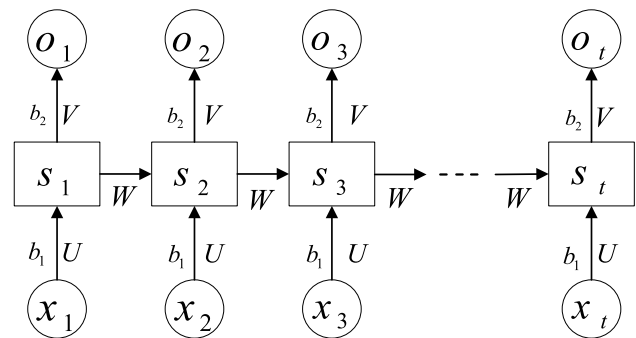 o₁ o₂ o₃ oₜ
b₂ V b₂ V b₂ V b₂ V
s₁ s₂ s₃ sₜ
W W W W
b₁ U b₁ U b₁ U b₁ U
x₁ x₂ x₃ xₜ